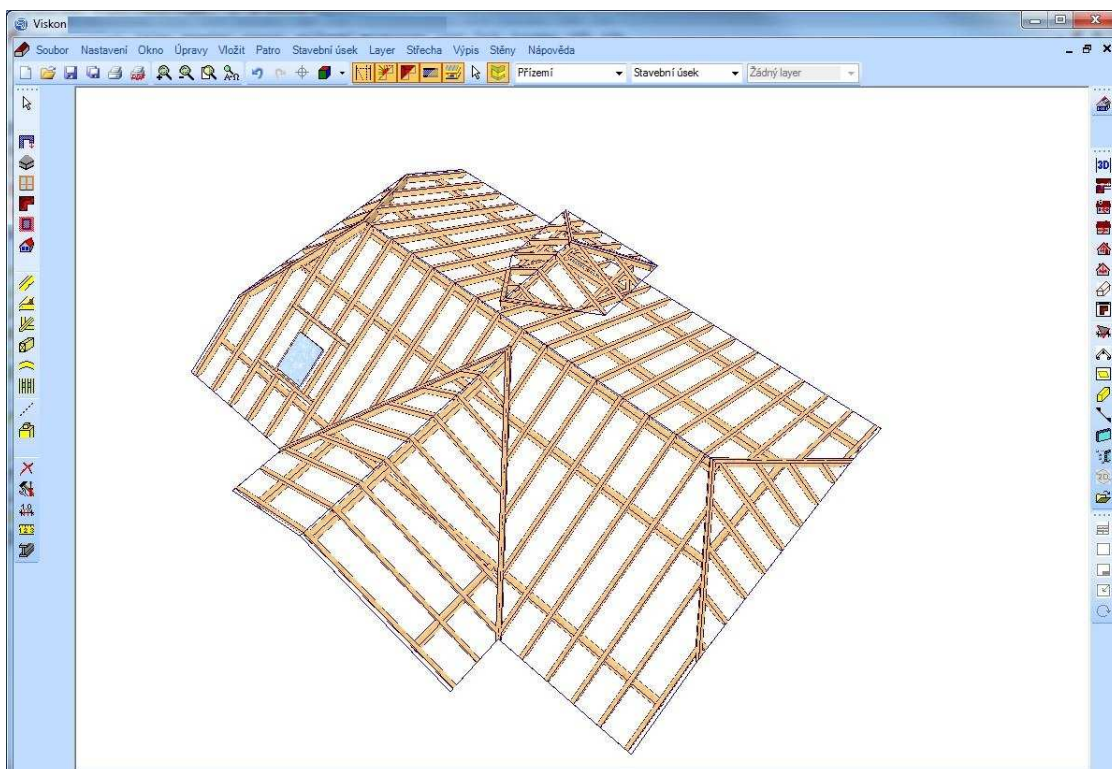 Viskon
Soubor Nastavení Okno Úpravy Vložit Patro Stavební úsek Layer Střecha Výpis Stěny Nápověda
Přízemí Stavební úsek Žádný layer
3D